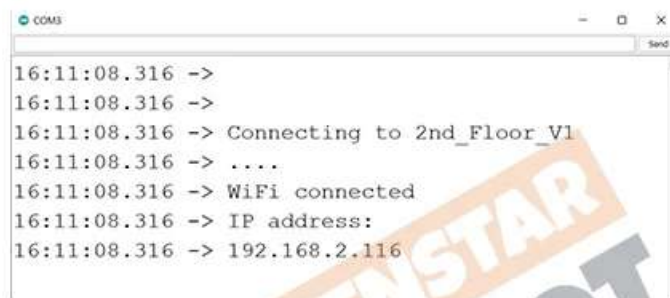 COM3
Send
16:11:08.316 ->
16:11:08.316 ->
16:11:08.316 -> Connecting to 2nd_Floor_V1
16:11:08.316 -> ....
16:11:08.316 -> WiFi connected
16:11:08.316 -> IP address:
16:11:08.316 -> 192.168.2.116